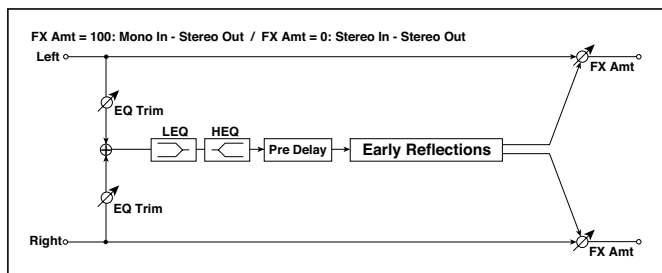 FX Amt = 100: Mono In - Stereo Out / FX Amt = 0: Stereo In - Stereo Out
Left
FX Amt
EQ Trim
LEQ
HEQ
Pre Delay
Early Reflections
EQ Trim
Right
FX Amt